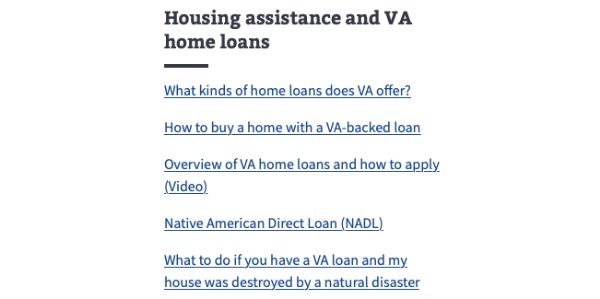 Housing assistance and VA
home loans
What kinds of home loans does VA offer?
How to buy a home with a VA-backed loan
Overview of VA home loans and how to apply
(Video)
Native American Direct Loan (NADL)
What to do if you have a VA loan and my
house was destroyed by a natural disaster